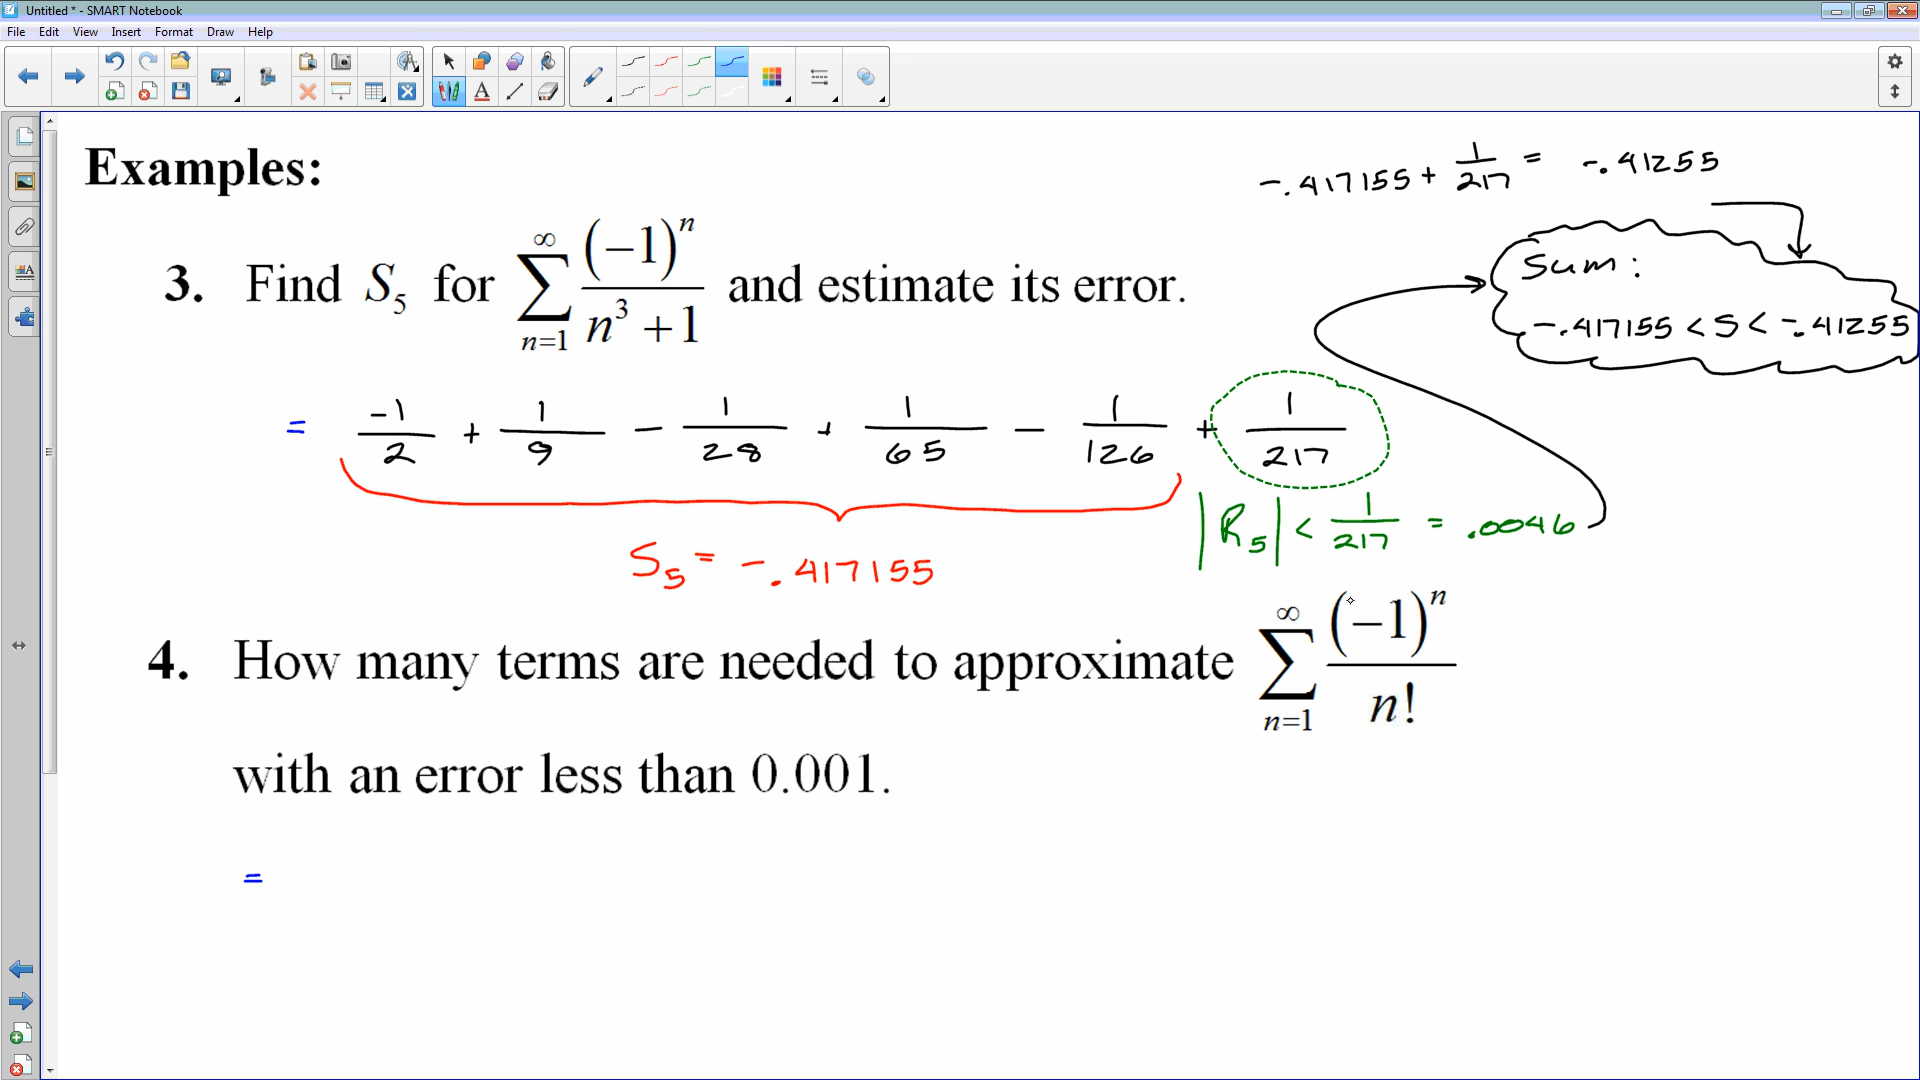 Untitled * - SMART Notebook
File Edit View Insert Format Draw Help
Examples:
-.417155 + 1/217 = -.41255
3. Find S₅ for ∑_{n=1}^{∞} (-1)ⁿ/(n³+1) and estimate its error.
Sum:
-.417155 < S < -.41255
= -1/2 + 1/9 - 1/28 + 1/65 - 1/126 + 1/217
|R₅| < 1/217 = .0046
S₅ = -.417155
4. How many terms are needed to approximate ∑_{n=1}^{∞} (-1)ⁿ/n!
with an error less than 0.001.
=